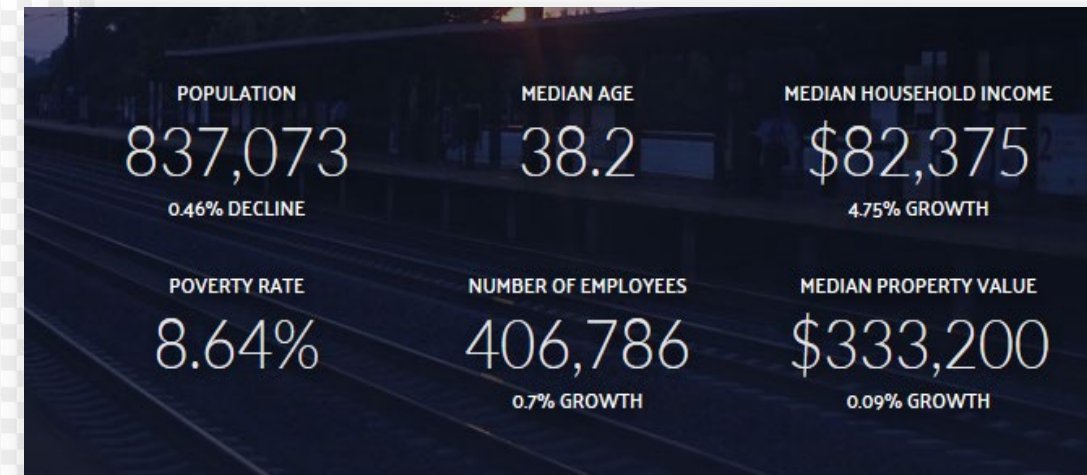 POPULATION
837,073
0.46% DECLINE
MEDIAN AGE
38.2
MEDIAN HOUSEHOLD INCOME
$82,375
4.75% GROWTH
POVERTY RATE
8.64%
NUMBER OF EMPLOYEES
406,786
0.7% GROWTH
MEDIAN PROPERTY VALUE
$333,200
0.09% GROWTH